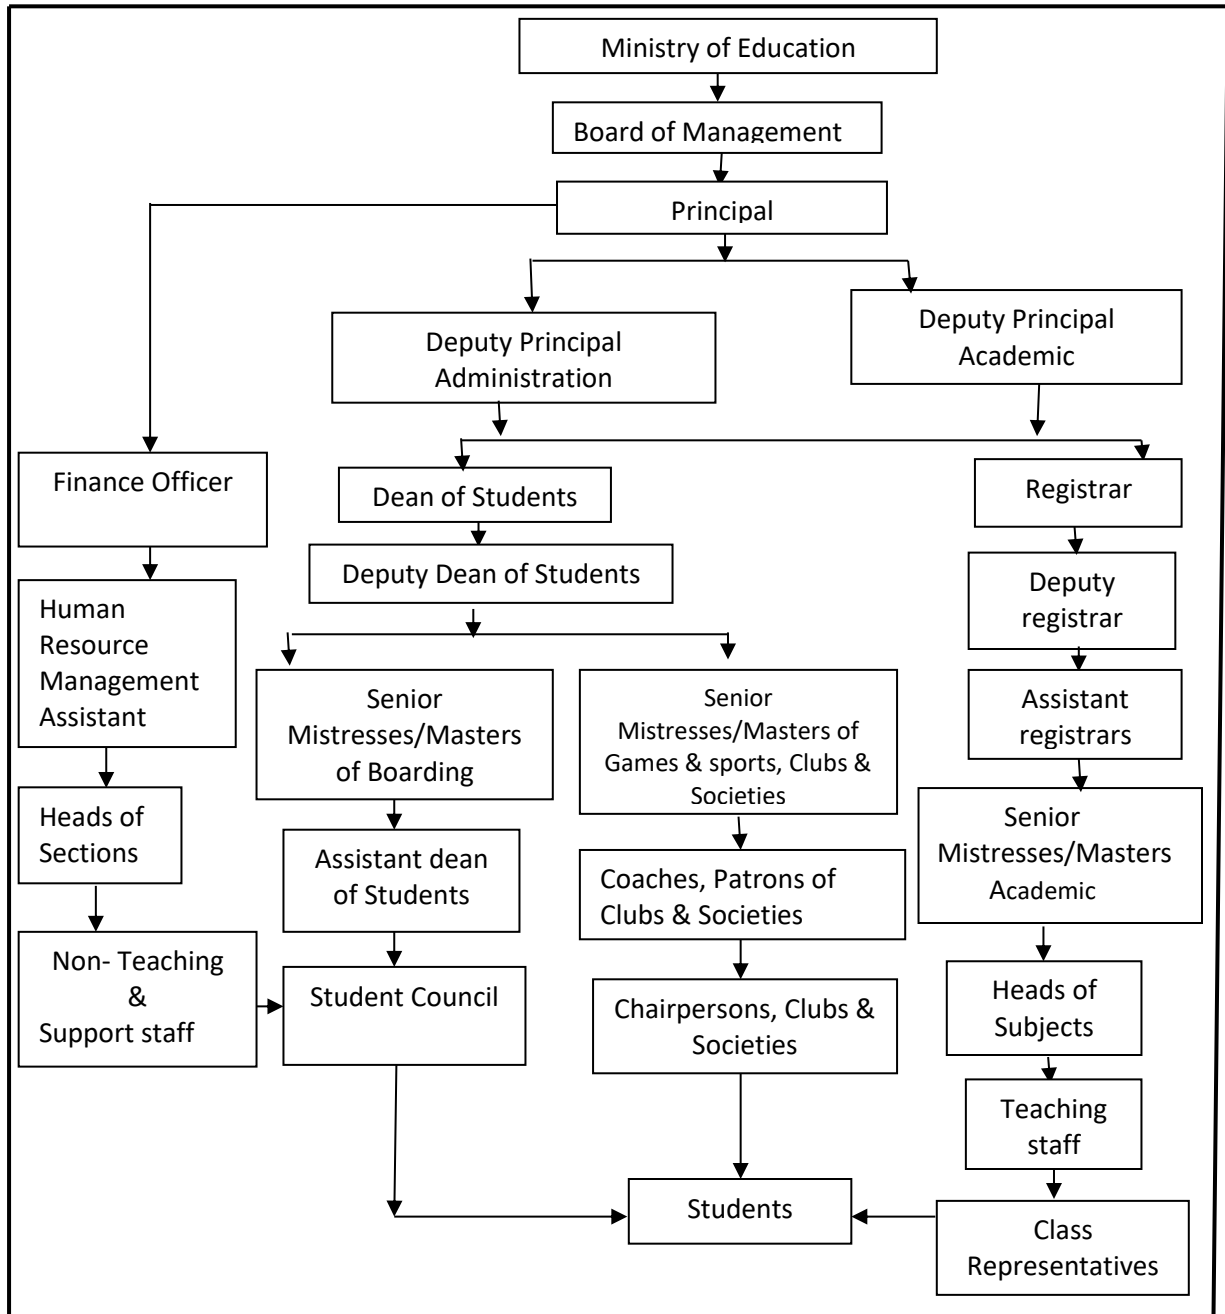 Ministry of Education
Board of Management
Principal
Deputy Principal
Administration
Deputy Principal
Academic
Finance Officer
Dean of Students
Registrar
Deputy Dean of Students
Deputy
registrar
Human
Resource
Management
Assistant
Senior
Mistresses/Masters
of Boarding
Senior
Mistresses/Masters of
Games & sports, Clubs &
Societies
Assistant
registrars
Heads of
Sections
Assistant dean
of Students
Coaches, Patrons of
Clubs & Societies
Senior
Mistresses/Masters
Academic
Non- Teaching
&
Support staff
Student Council
Chairpersons, Clubs &
Societies
Heads of
Subjects
Teaching
staff
Students
Class
Representatives